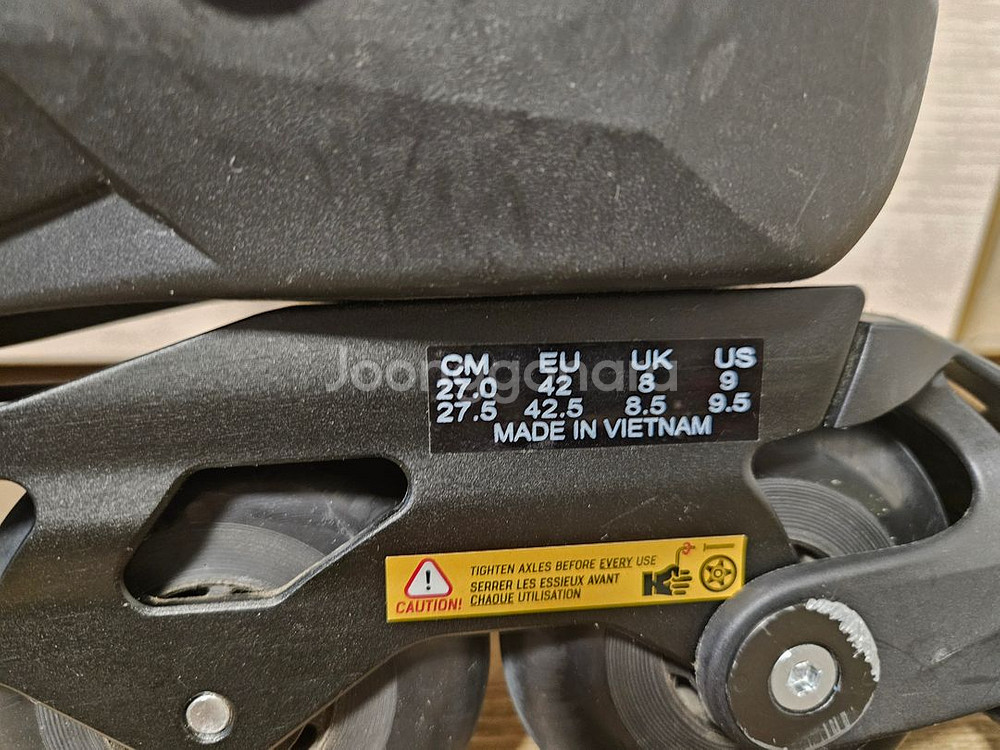 Joonggonara
CM EU UK US
27.0 42 8 9
27.5 42.5 8.5 9.5
MADE IN VIETNAM
TIGHTEN AXLES BEFORE EVERY USE
SERRER LES ESSIEUX AVANT
CHAQUE UTILISATION
CAUTION!